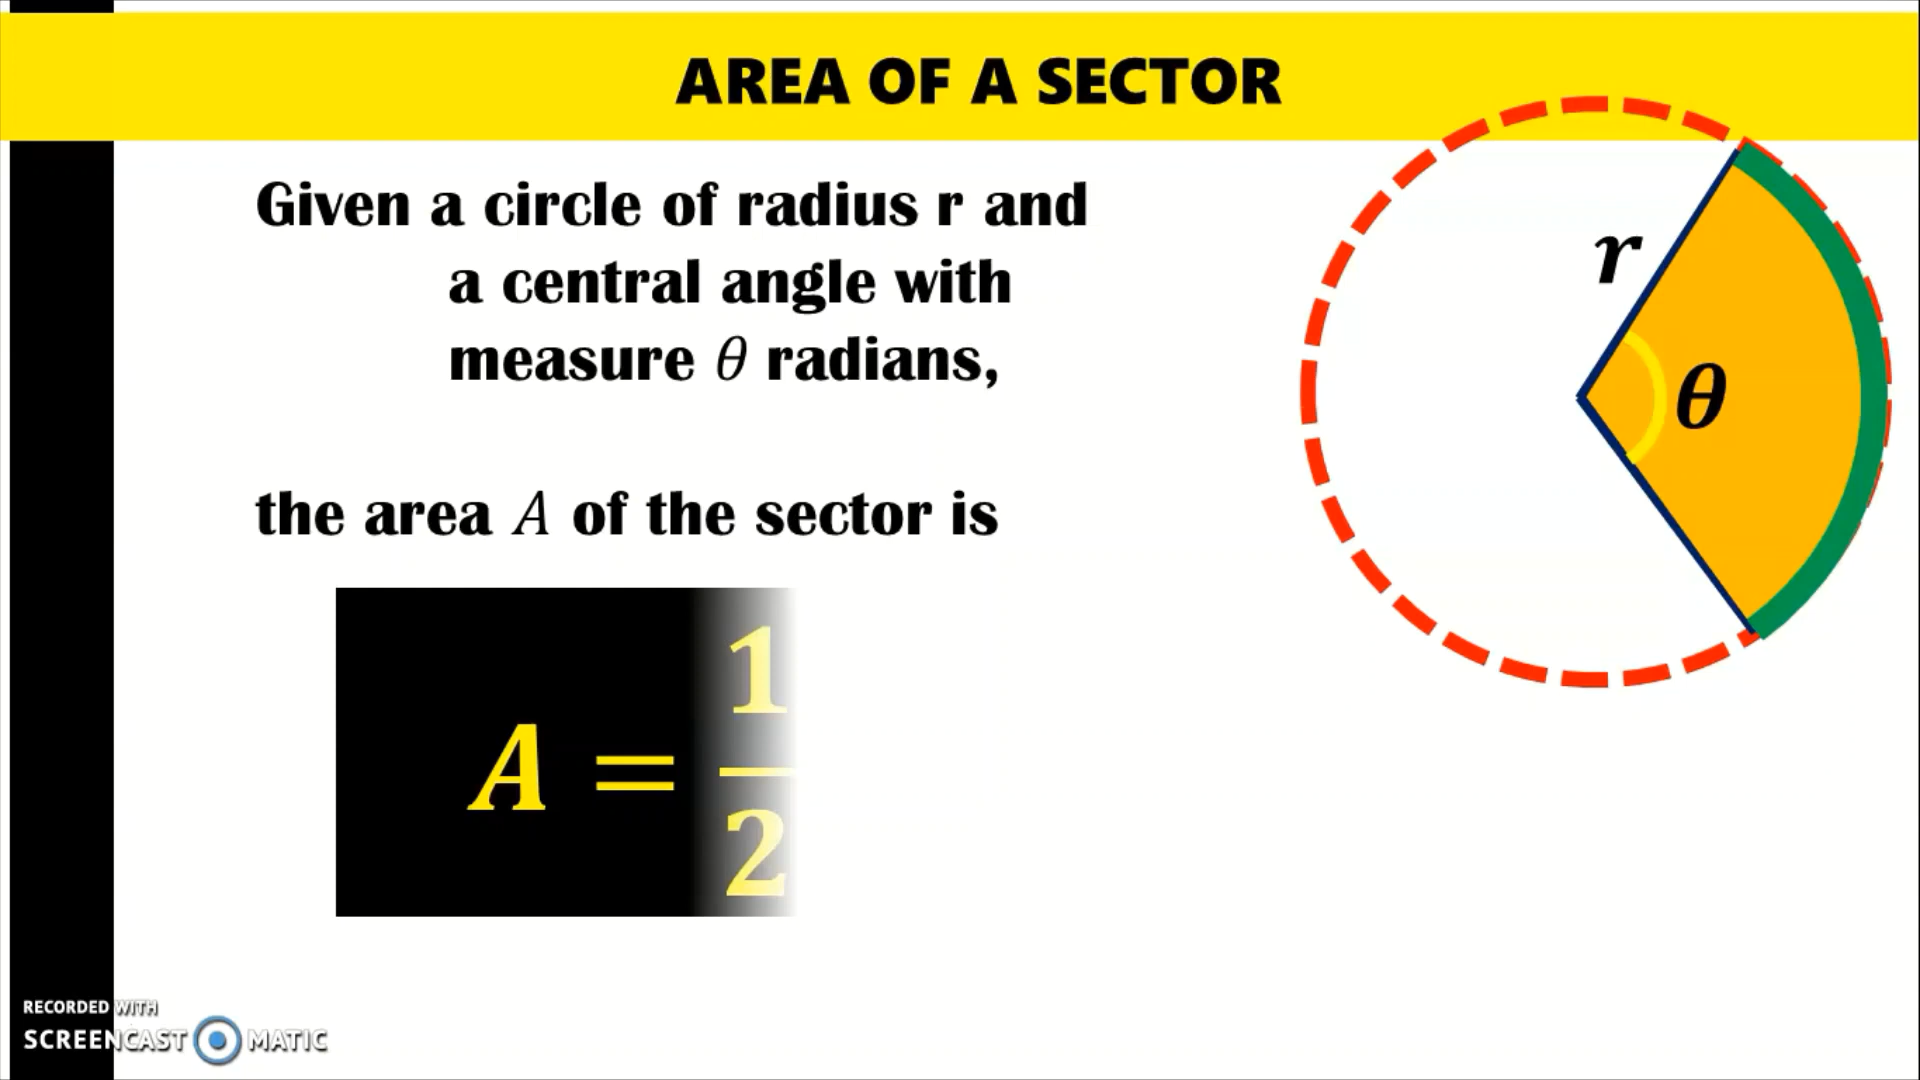 AREA OF A SECTOR
Given a circle of radius r and
a central angle with
measure θ radians,
the area A of the sector is
A = 1/2
r
θ
RECORDED WITH
SCREENCAST MATIC